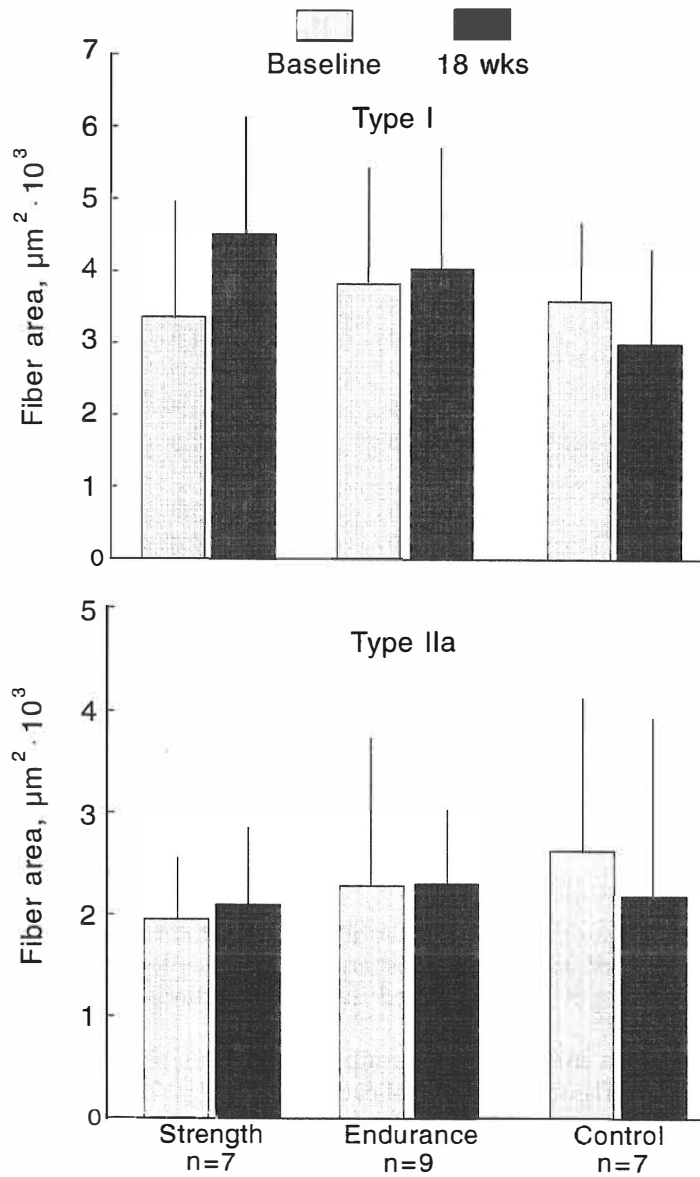 Baseline 18 wks
Type I
Fiber area, µm² · 10³
7
6
5
4
3
2
1
0
Type IIa
Fiber area, µm² · 10³
5
4
3
2
1
0
Strength Endurance Control
n=7 n=9 n=7